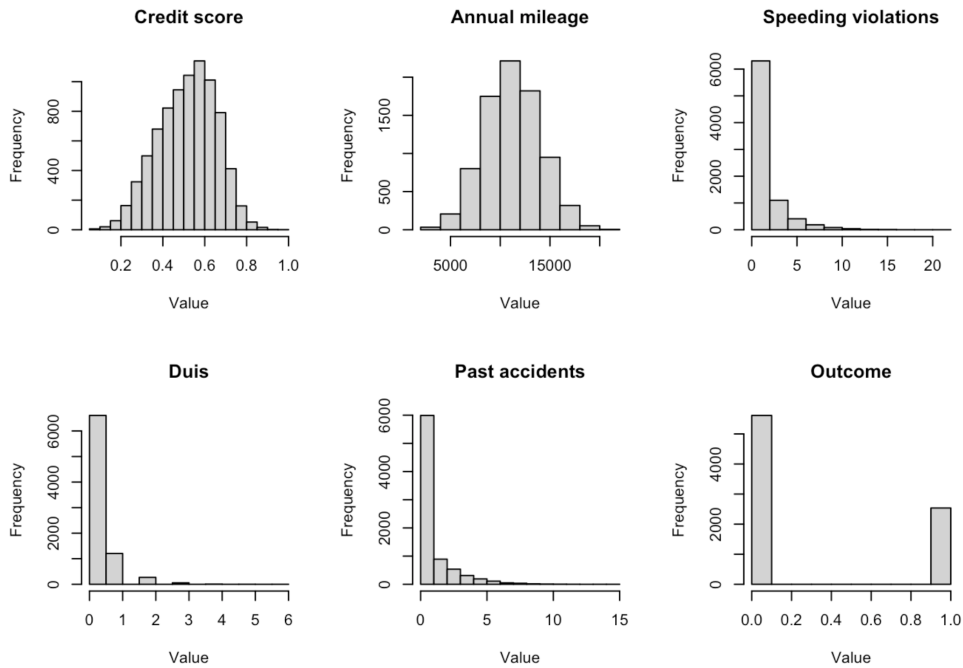 Credit score
Frequency
0 400 800
0.2 0.4 0.6 0.8 1.0
Value
Annual mileage
Frequency
0 500 1500
5000 15000
Value
Speeding violations
Frequency
0 2000 4000 6000
0 5 10 15 20
Value
Duis
Frequency
0 2000 4000 6000
0 1 2 3 4 5 6
Value
Past accidents
Frequency
0 2000 4000 6000
0 5 10 15
Value
Outcome
Frequency
0 2000 4000
0.0 0.2 0.4 0.6 0.8 1.0
Value